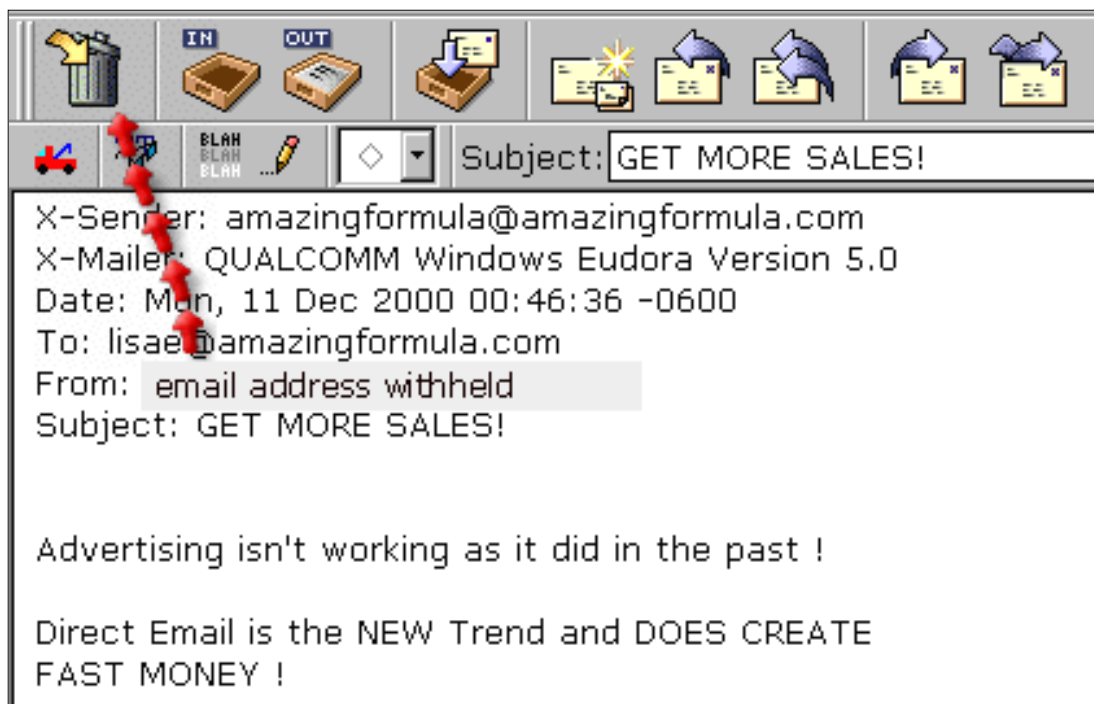 IN OUT
BLAH
BLAH
BLAH
Subject: GET MORE SALES!
X-Sender: amazingformula@amazingformula.com
X-Mailer: QUALCOMM Windows Eudora Version 5.0
Date: Mon, 11 Dec 2000 00:46:36 -0600
To: lisae@amazingformula.com
From: email address withheld
Subject: GET MORE SALES!
Advertising isn't working as it did in the past !
Direct Email is the NEW Trend and DOES CREATE
FAST MONEY !